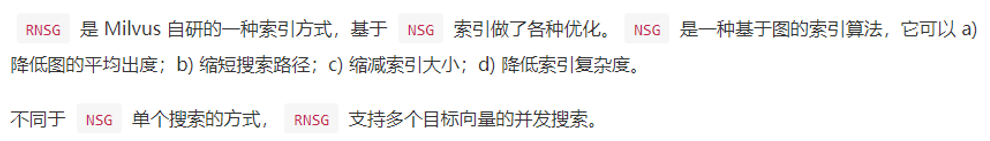 RNSG 是 Milvus 自研的一种索引方式，基于 NSG 索引做了各种优化。 NSG 是一种基于图的索引算法，它可以 a)
降低图的平均出度；b) 缩短搜索路径；c) 缩减索引大小；d) 降低索引复杂度。
不同于 NSG 单个搜索的方式， RNSG 支持多个目标向量的并发搜索。